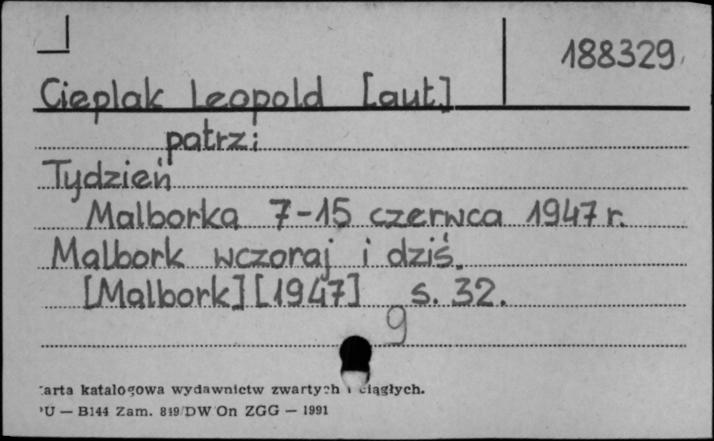 188329
Cieplak Leopold [aut.]
patrz:
Tydzień
Malborka 7-15 czerwca 1947 r.
Malbork wczoraj i dziś.
[Malbork] [1947] s. 32.
9
arta katalogowa wydawnictw zwartych i ciągłych.
PU — B144 Zam. 819/DW On ZGG — 1991